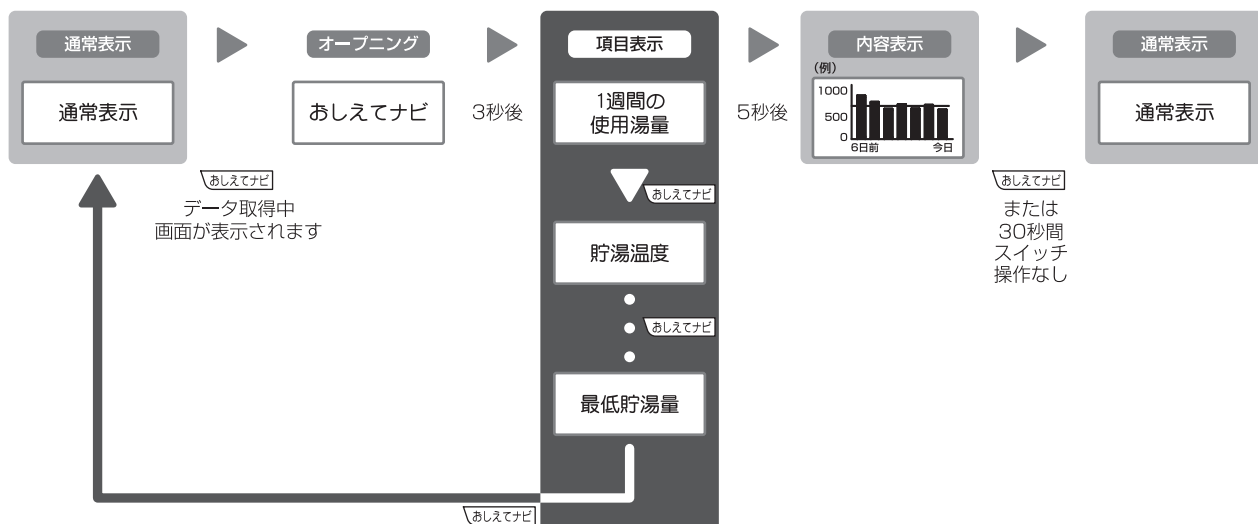 通常表示
通常表示
おしえてナビ
データ取得中
画面が表示されます
オープニング
おしえてナビ
3秒後
項目表示
1週間の
使用湯量
おしえてナビ
貯湯温度
おしえてナビ
最低貯湯量
おしえてナビ
5秒後
内容表示
(例)
1000
500
0
6日前 今日
おしえてナビ
または
30秒間
スイッチ
操作なし
通常表示
通常表示